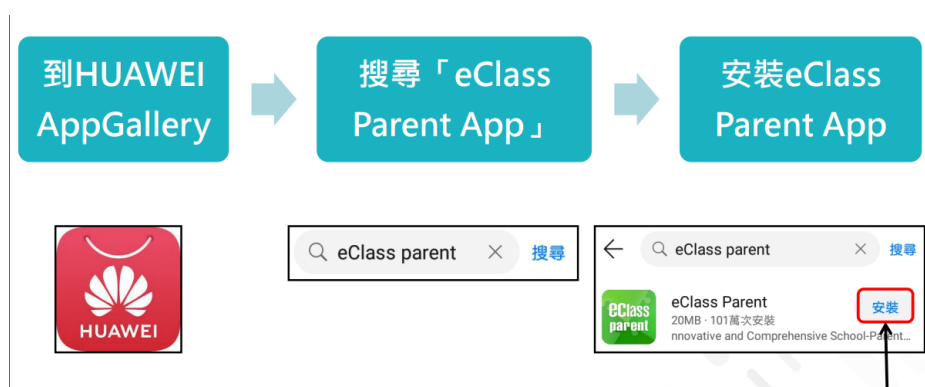 到HUAWEI
AppGallery
搜尋「eClass
Parent App」
安裝eClass
Parent App
HUAWEI
eClass parent 搜尋
eClass parent 搜尋
eClass
parent
eClass Parent
20MB · 101萬次安裝
nnovative and Comprehensive School-Parent...
安裝